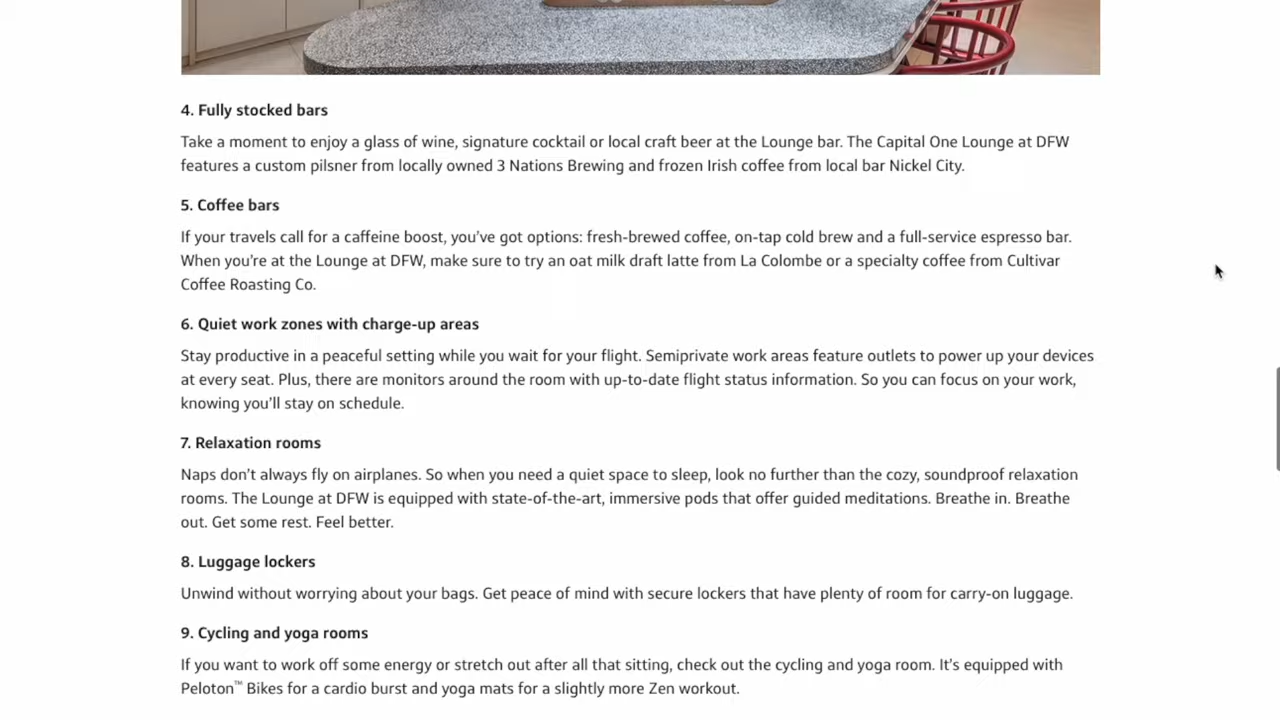 4. Fully stocked bars
Take a moment to enjoy a glass of wine, signature cocktail or local craft beer at the Lounge bar. The Capital One Lounge at DFW
features a custom pilsner from locally owned 3 Nations Brewing and frozen Irish coffee from local bar Nickel City.
5. Coffee bars
If your travels call for a caffeine boost, you’ve got options: fresh-brewed coffee, on-tap cold brew and a full-service espresso bar.
When you’re at the Lounge at DFW, make sure to try an oat milk draft latte from La Colombe or a specialty coffee from Cultivar
Coffee Roasting Co.
6. Quiet work zones with charge-up areas
Stay productive in a peaceful setting while you wait for your flight. Semiprivate work areas feature outlets to power up your devices
at every seat. Plus, there are monitors around the room with up-to-date flight status information. So you can focus on your work,
knowing you’ll stay on schedule.
7. Relaxation rooms
Naps don’t always fly on airplanes. So when you need a quiet space to sleep, look no further than the cozy, soundproof relaxation
rooms. The Lounge at DFW is equipped with state-of-the-art, immersive pods that offer guided meditations. Breathe in. Breathe
out. Get some rest. Feel better.
8. Luggage lockers
Unwind without worrying about your bags. Get peace of mind with secure lockers that have plenty of room for carry-on luggage.
9. Cycling and yoga rooms
If you want to work off some energy or stretch out after all that sitting, check out the cycling and yoga room. It’s equipped with
Peloton™ Bikes for a cardio burst and yoga mats for a slightly more Zen workout.